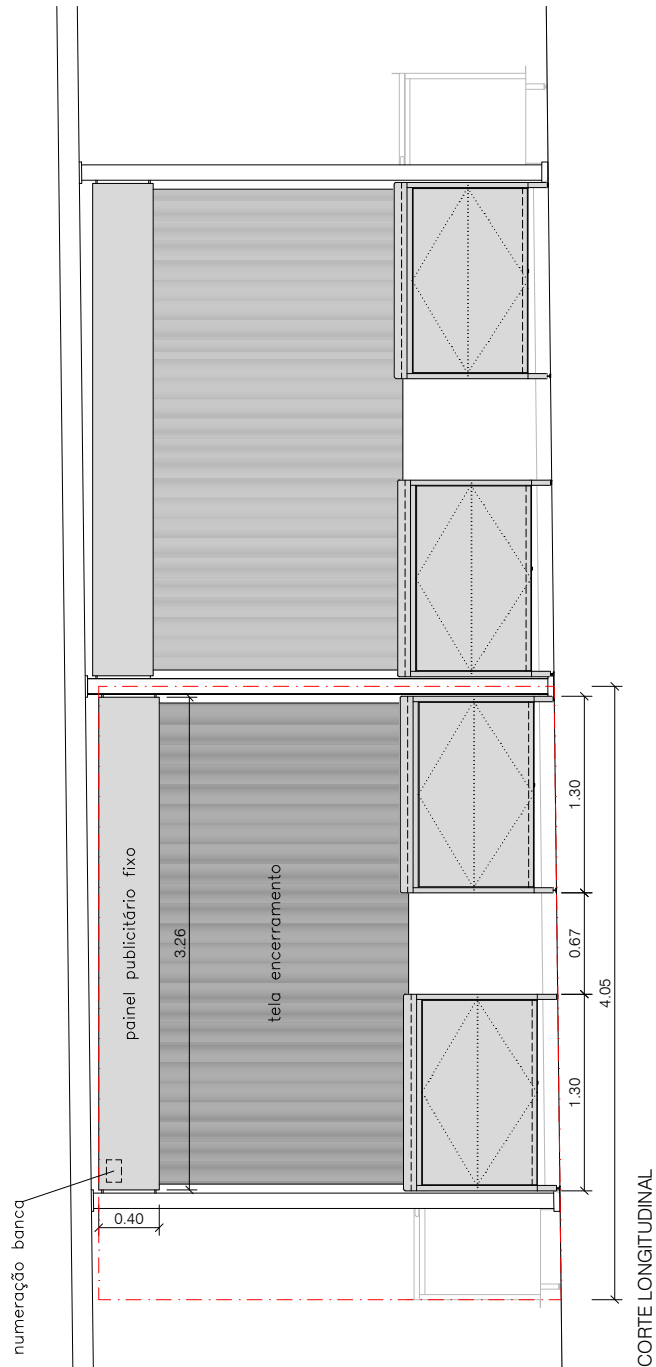 numeração banca
painel publicitário fixo
0.40
3.26
tela encerramento
1.30
0.67
1.30
4.05
CORTE LONGITUDINAL